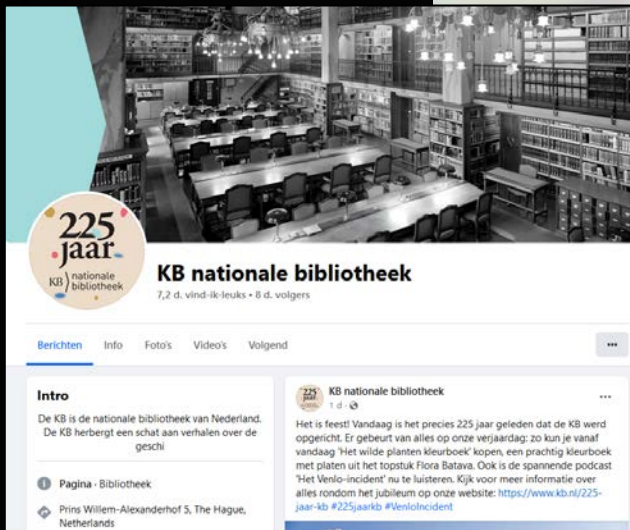 225
jaar
KB nationale
bibliotheek
KB nationale bibliotheek
7,2 d. vind-ik-leuks • 8 d. volgers
Berichten Info Foto's Video's Volgend
Intro
De KB is de nationale bibliotheek van Nederland.
De KB herbergt een schat aan verhalen over de
geschi
Pagina · Bibliotheek
Prins Willem-Alexanderhof 5, The Hague,
Netherlands
225
jaar
KB nationale bibliotheek
1 d ·
Het is feest! Vandaag is het precies 225 jaar geleden dat de KB werd
opgericht. Er gebeurt van alles op onze verjaardag: zo kun je vanaf
vandaag 'Het wilde planten kleurboek' kopen, een prachtig kleurboek
met platen uit het topstuk Flora Batava. Ook is de spannende podcast
'Het Venlo-incident' nu te luisteren. Kijk voor meer informatie over
alles rondom het jubileum op onze website: https://www.kb.nl/225-
jaar-kb #225jaarkb #VenloIncident